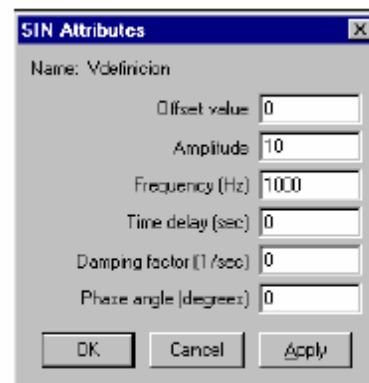 SIN Attributes
Name: Vdefinicion
Offset value 0
Amplitude 10
Frequency (Hz) 1000
Time delay (sec) 0
Damping factor (1/sec) 0
Phase angle (degrees) 0
OK Cancel Apply